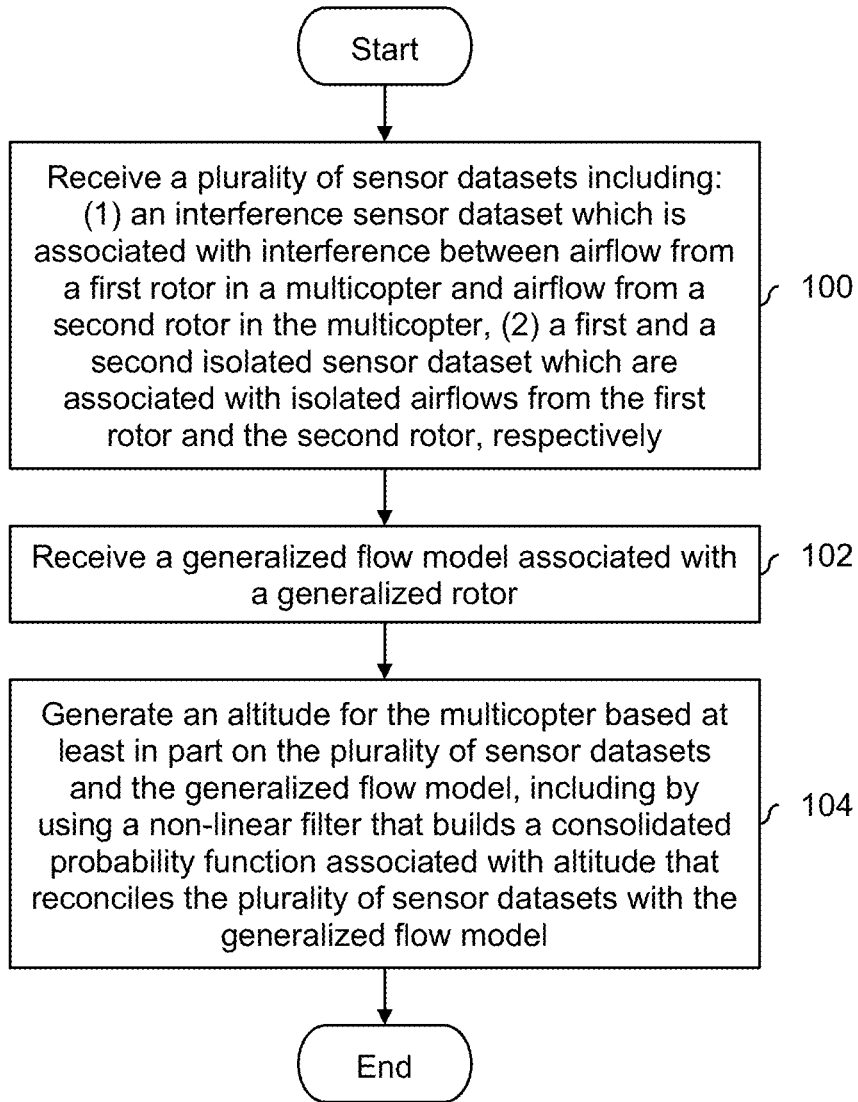 Start
Receive a plurality of sensor datasets including:
(1) an interference sensor dataset which is
associated with interference between airflow from
a first rotor in a multicopter and airflow from a
second rotor in the multicopter, (2) a first and a
second isolated sensor dataset which are
associated with isolated airflows from the first
rotor and the second rotor, respectively
100
Receive a generalized flow model associated with
a generalized rotor
102
Generate an altitude for the multicopter based at
least in part on the plurality of sensor datasets
and the generalized flow model, including by
using a non-linear filter that builds a consolidated
probability function associated with altitude that
reconciles the plurality of sensor datasets with the
generalized flow model
104
End